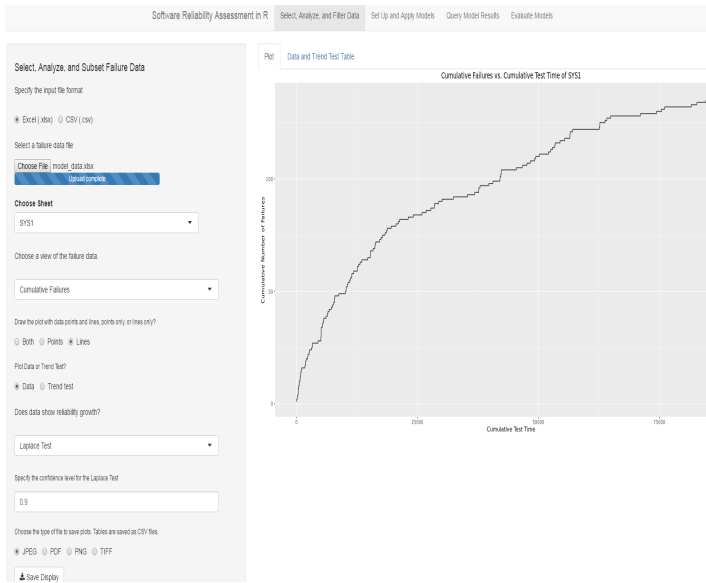 Software Reliability Assessment in R
Select, Analyze, and Filter Data
Set Up and Apply Models
Query Model Results
Evaluate Models
Select, Analyze, and Subset Failure Data
Specify the input file format
Excel (.xlsx)
CSV (.csv)
Select a failure data file
Choose File model_data.xlsx
Upload complete
Choose Sheet
SYS1
Choose a view of the failure data.
Cumulative Failures
Draw the plot with data points and lines, points only, or lines only?
Both
Points
Lines
Plot Data or Trend Test?
Data
Trend test
Does data show reliability growth?
Laplace Test
Specify the confidence level for the Laplace Test
0.9
Choose the type of file to save plots. Tables are saved as CSV files.
JPEG
PDF
PNG
TIFF
Save Display
Plot
Data and Trend Test Table
Cumulative Failures vs. Cumulative Test Time of SYS1
Cumulative Number of Failures
100
50
0
0
25000
50000
75000
Cumulative Test Time